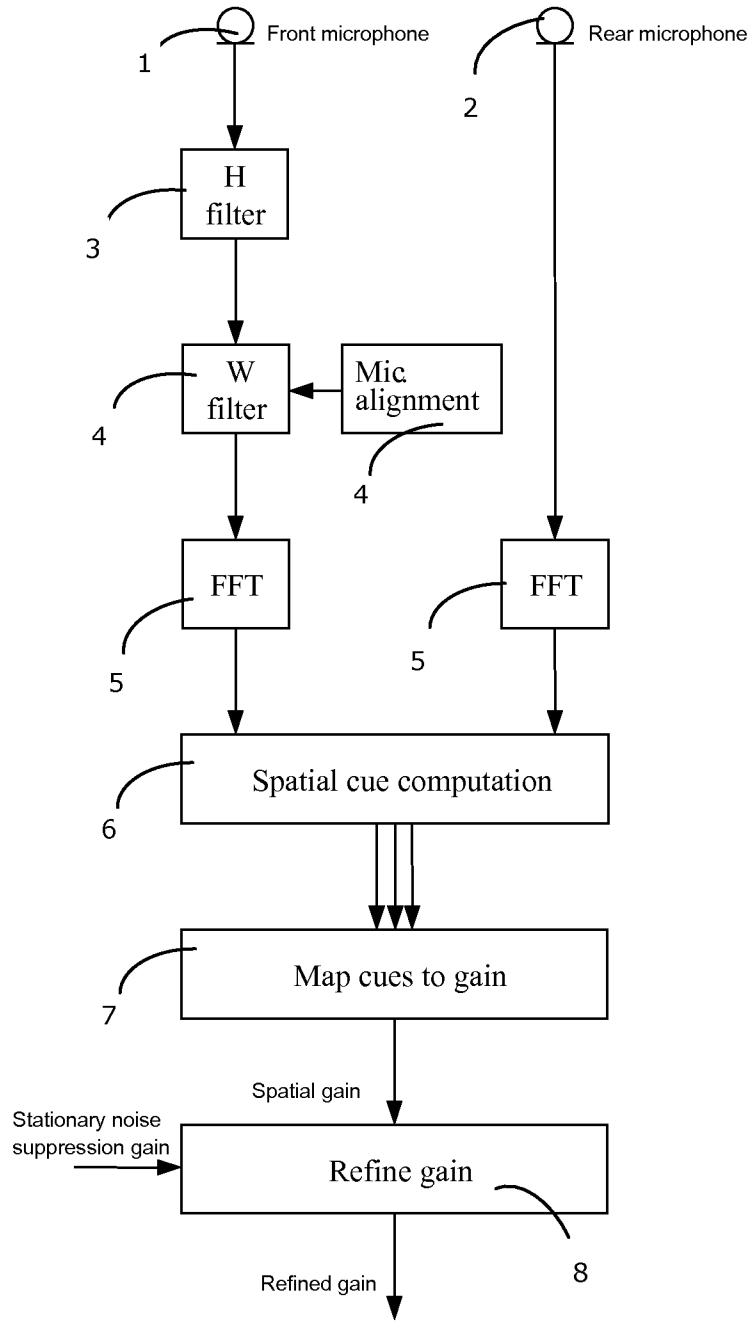 Front microphone
Rear microphone
1
2
H
filter
3
W
filter
Mic.
alignment
4
4
FFT
FFT
5
5
Spatial cue computation
6
Map cues to gain
7
Spatial gain
Stationary noise
suppression gain
Refine gain
8
Refined gain